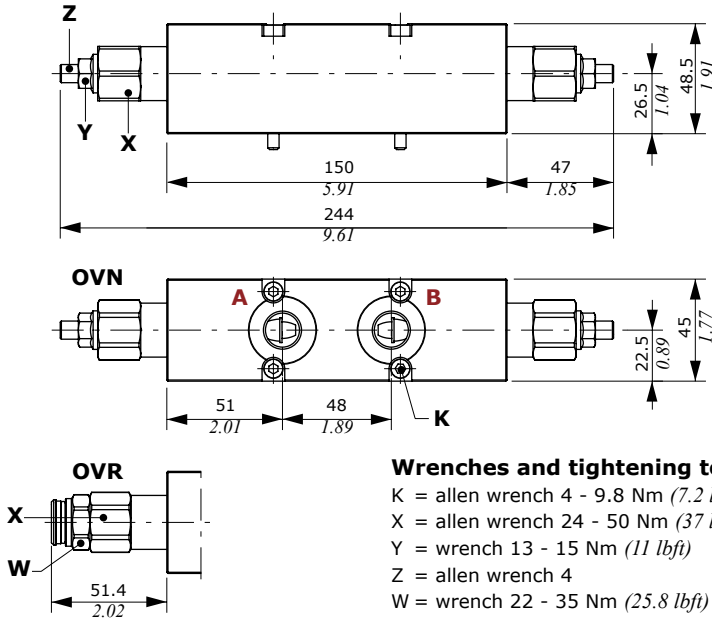 Z
Y
X
26.5
1.04
48.5
1.91
150
5.91
47
1.85
244
9.61
OVN
A
B
22.5
0.89
45
1.77
51
2.01
48
1.89
K
OVR
X
W
51.4
2.02
Wrenches and tightening
K = allen wrench 4 - 9.8 Nm (7.2
X = allen wrench 24 - 50 Nm (37
Y = wrench 13 - 15 Nm (11 lbft)
Z = allen wrench 4
W = wrench 22 - 35 Nm (25.8 lbft)